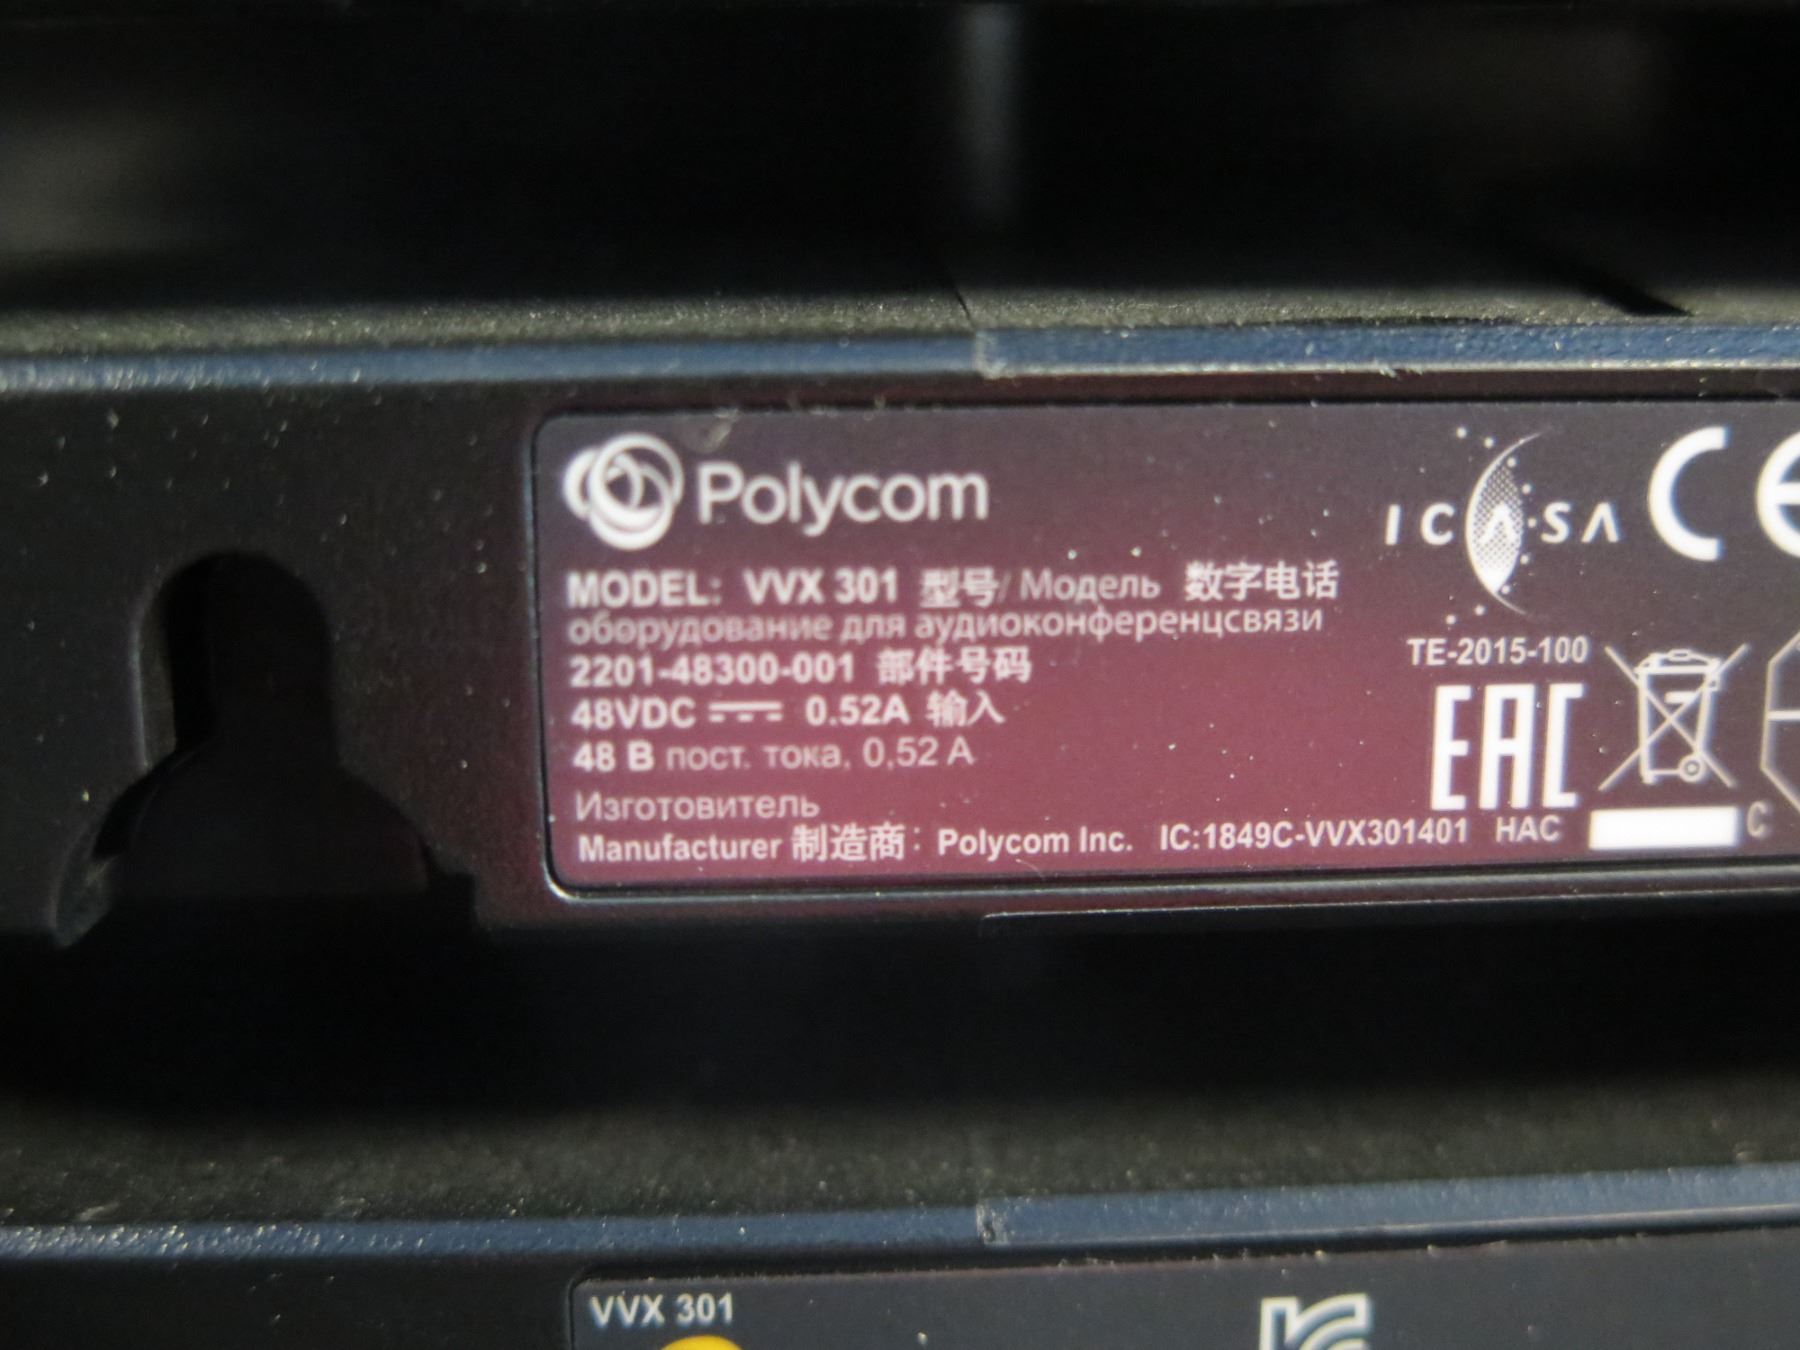 Polycom
ICASA CE
MODEL: VVX 301 型号/ Модель 数字电话
оборудование для аудиоконференцсвязи
TE-2015-100
2201-48300-001 部件号码
48VDC 0.52A 输入
48 В пост. тока, 0,52 А
EAC
Изготовитель
Manufacturer 制造商: Polycom Inc. IC:1849C-VVX301401 HAC
C
VVX 301